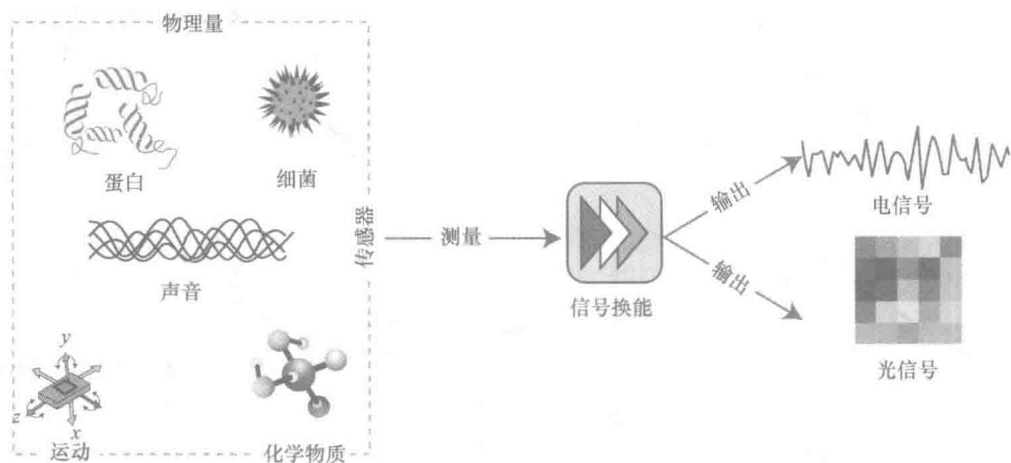 物理量
蛋白
细菌
声音
y
z
x
运动
化学物质
传感器
测量
信号换能
输出
电信号
输出
光信号